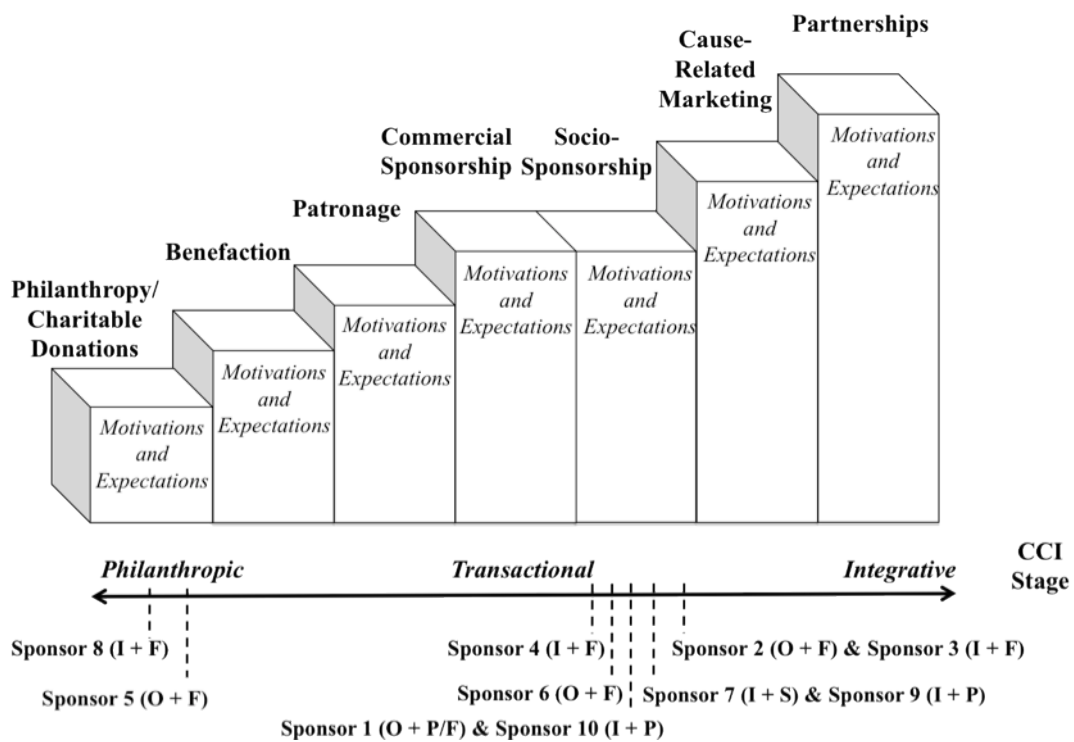 Partnerships
Cause-
Related
Marketing
Commercial
Sponsorship
Socio-
Sponsorship
Patronage
Benefaction
Philanthropy/
Charitable
Donations
Motivations
and
Expectations
Motivations
and
Expectations
Motivations
and
Expectations
Motivations
and
Expectations
Motivations
and
Expectations
Motivations
and
Expectations
Motivations
and
Expectations
Philanthropic
Transactional
Integrative
CCI
Stage
Sponsor 8 (I + F)
Sponsor 4 (I + F)
Sponsor 2 (O + F) & Sponsor 3 (I + F)
Sponsor 5 (O + F)
Sponsor 6 (O + F)
Sponsor 7 (I + S) & Sponsor 9 (I + P)
Sponsor 1 (O + P/F) & Sponsor 10 (I + P)